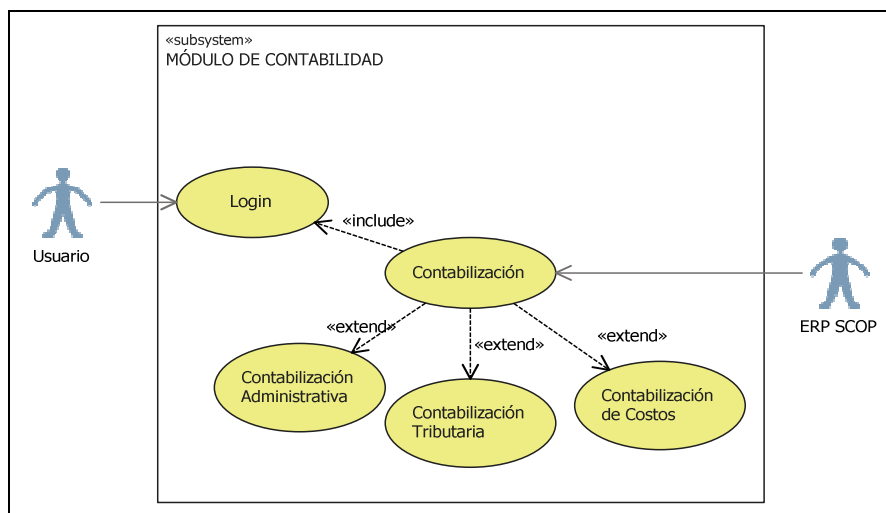 «subsystem»
MÓDULO DE CONTABILIDAD
Login
Usuario
«include»
Contabilización
ERP SCOP
«extend»
«extend»
«extend»
Contabilización
Administrativa
Contabilización
Tributaria
Contabilización
de Costos